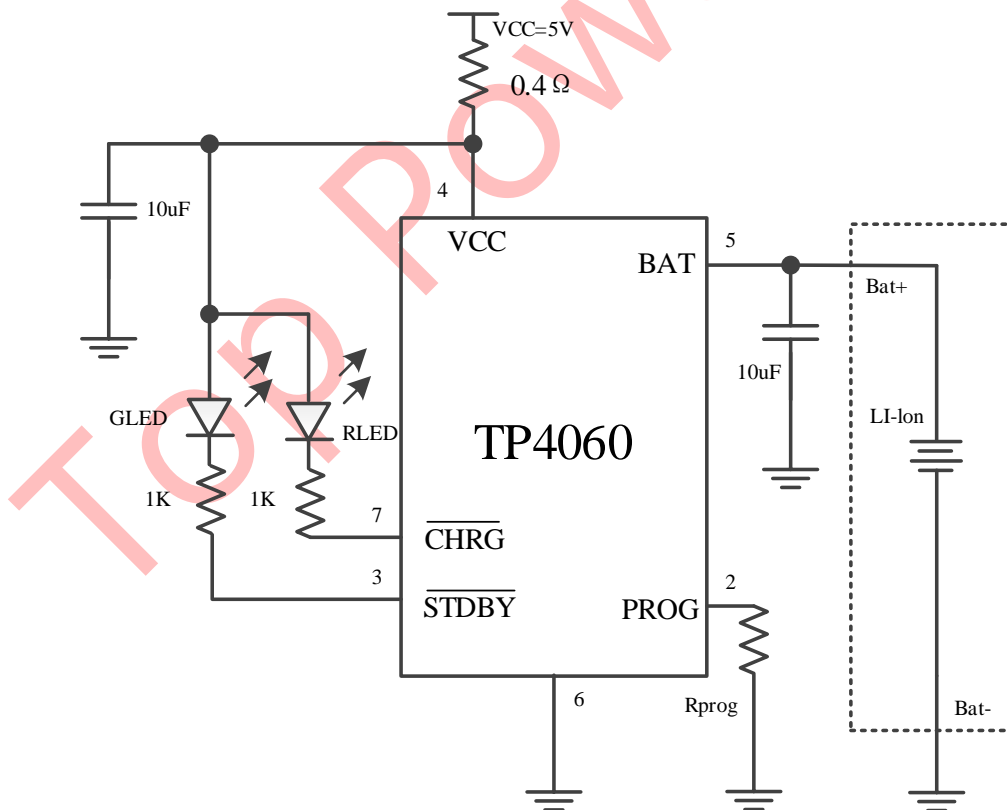 VCC=5V
0.4Ω
4
10uF
VCC
5
BAT
Bat+
10uF
GLED
RLED
LI-lon
TP4060
1K
1K
7
CHRG
3
STDBY
2
PROG
6
Rprog
Bat-
Top Pow